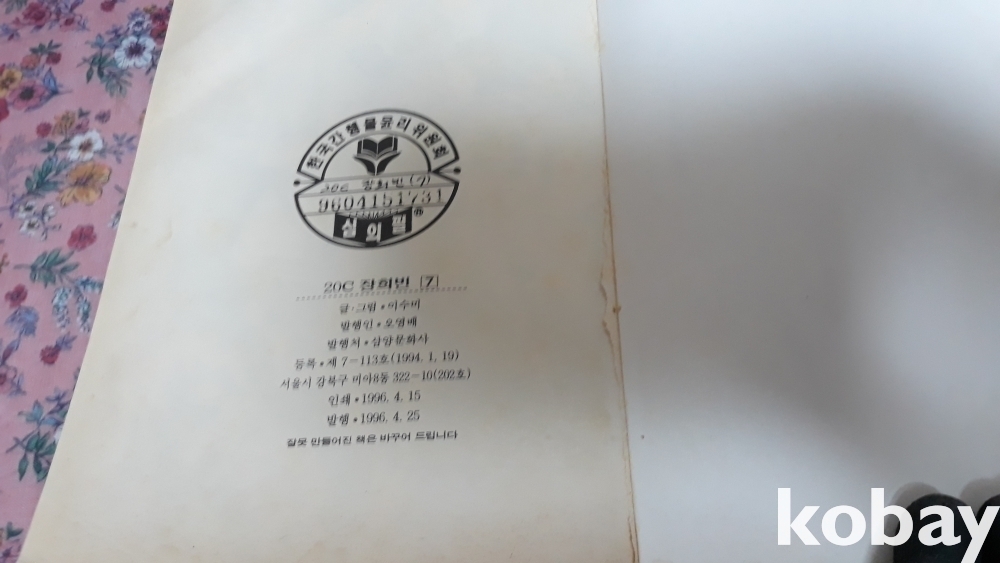 한국간행물윤리위원회
20C 장희빈 (7)
9604151731
심의필
20C 장희빈 [7]
글·그림 • 이수비
발행인 • 오영배
발행처 • 삼양문화사
등록 • 제 7-113호(1994. 1. 19)
서울시 강북구 미아8동 322-10(202호)
인쇄 • 1996. 4. 15
발행 • 1996. 4. 25
잘못 만들어진 책은 바꾸어 드립니다
kobay